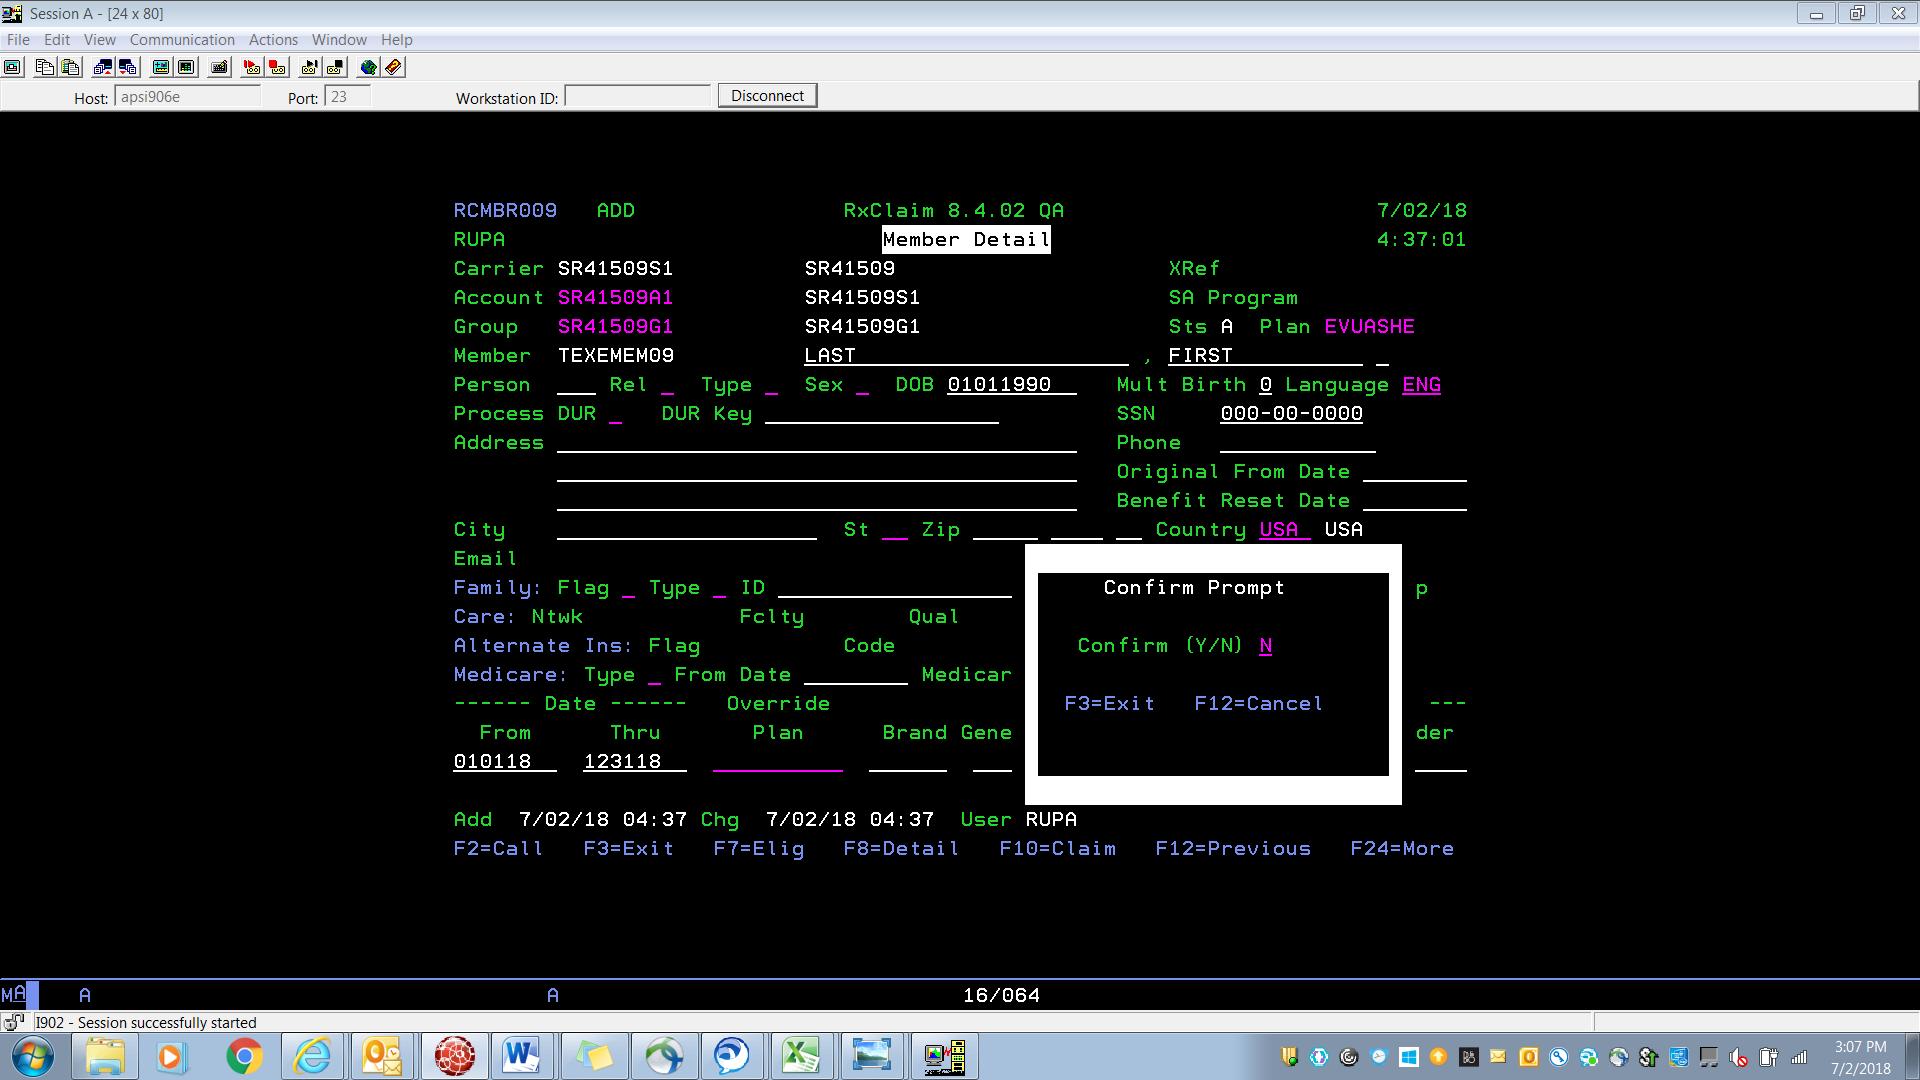 Session A - [24 x 80]
File Edit View Communication Actions Window Help
Host: apsi906e Port: 23 Workstation ID: Disconnect
RCMBR009 ADD RxClaim 8.4.02 QA 7/02/18
RUPA Member Detail 4:37:01
Carrier SR41509S1 SR41509 XRef
Account SR41509A1 SR41509S1 SA Program
Group SR41509G1 SR41509G1 Sts A Plan EVUASHE
Member TEXEMEM09 LAST , FIRST
Person Rel Type Sex DOB 01011990 Mult Birth 0 Language ENG
Process DUR DUR Key SSN 000-00-0000
Address Phone
Original From Date
Benefit Reset Date
City St Zip Country USA USA
Email
Family: Flag Type ID Confirm Prompt p
Care: Ntwk Fclty Qual
Alternate Ins: Flag Code Confirm (Y/N) N
Medicare: Type From Date Medicar
------ Date ------ Override F3=Exit F12=Cancel ---
From Thru Plan Brand Gene der
010118 123118
Add 7/02/18 04:37 Chg 7/02/18 04:37 User RUPA
F2=Call F3=Exit F7=Elig F8=Detail F10=Claim F12=Previous F24=More
MA A A 16/064
I902 - Session successfully started
3:07 PM
7/2/2018